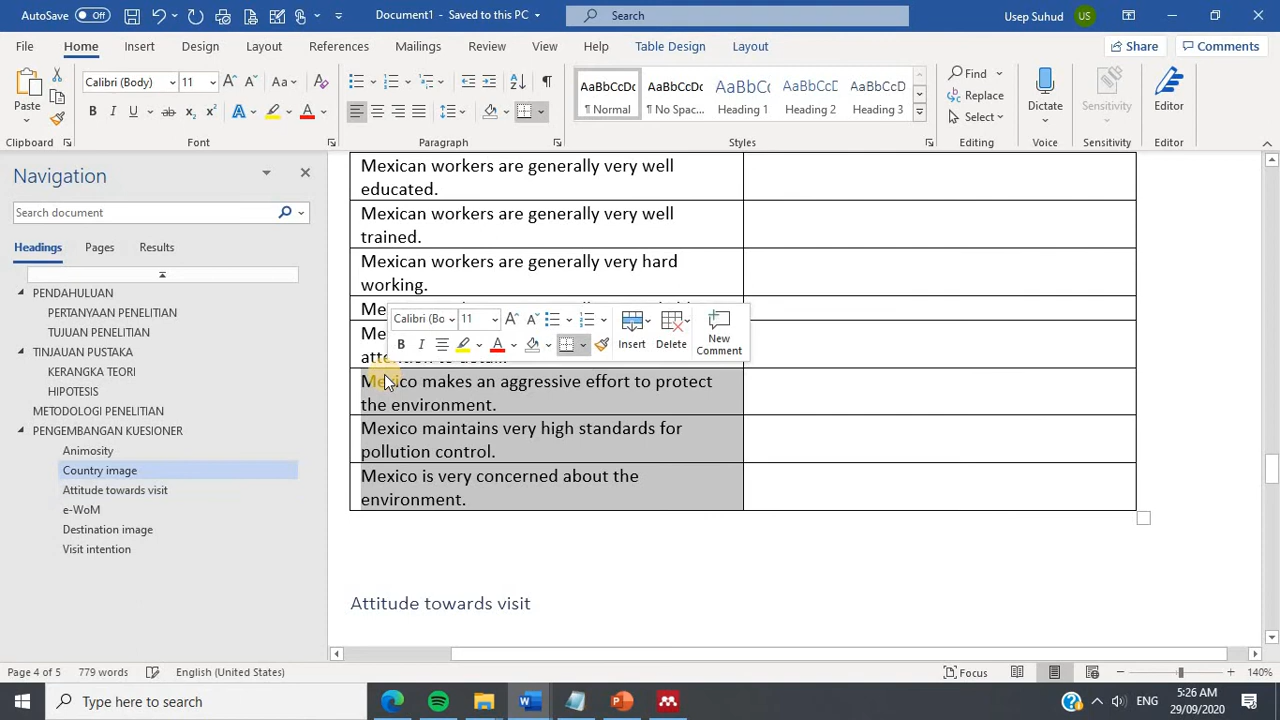 AutoSave Off Document1 - Saved to this PC Search Usep Suhud US
File Home Insert Design Layout References Mailings Review View Help Table Design Layout Share Comments
Calibri (Body) 11 Aa AaBbCcDc AaBbCcDc AaBbCc AaBbCcD AaBbCcD Find
Paste Replace
B I U ab x₂ x² A A ¶ Normal ¶ No Spac... Heading 1 Heading 2 Heading 3 Select Dictate Sensitivity Editor
Clipboard Font Paragraph Styles Editing Voice Sensitivity Editor
Navigation
Search document
Headings Pages Results
PENDAHULUAN
PERTANYAAN PENELITIAN
TUJUAN PENELITIAN
TINJAUAN PUSTAKA
KERANGKA TEORI
HIPOTESIS
METODOLOGI PENELITIAN
PENGEMBANGAN KUESIONER
Animosity
Country image
Attitude towards visit
e-WoM
Destination image
Visit intention
Mexican workers are generally very well
educated.
Mexican workers are generally very well
trained.
Mexican workers are generally very hard
working.
Calibri (Bo 11
B I A Insert Delete New
Comment
Mexico makes an aggressive effort to protect
the environment.
Mexico maintains very high standards for
pollution control.
Mexico is very concerned about the
environment.
Attitude towards visit
Page 4 of 5 779 words English (United States) Focus 140%
Type here to search ENG 5:26 AM
29/09/2020